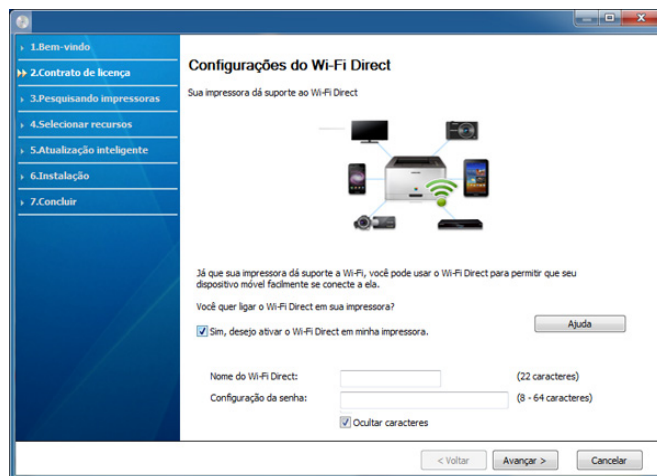 1.Bem-vindo
2.Contrato de licença
3.Pesquisando impressoras
4.Selecionar recursos
5.Atualização inteligente
6.Instalação
7.Concluir
Configurações do Wi-Fi Direct
Sua impressora dá suporte ao Wi-Fi Direct
Já que sua impressora dá suporte a Wi-Fi, você pode usar o Wi-Fi Direct para permitir que seu
dispositivo móvel facilmente se conecte a ela.
Você quer ligar o Wi-Fi Direct em sua impressora?
Sim, desejo ativar o Wi-Fi Direct em minha impressora.
Ajuda
Nome do Wi-Fi Direct: (22 caracteres)
Configuração da senha: (8 - 64 caracteres)
Ocultar caracteres
< Voltar Avançar > Cancelar